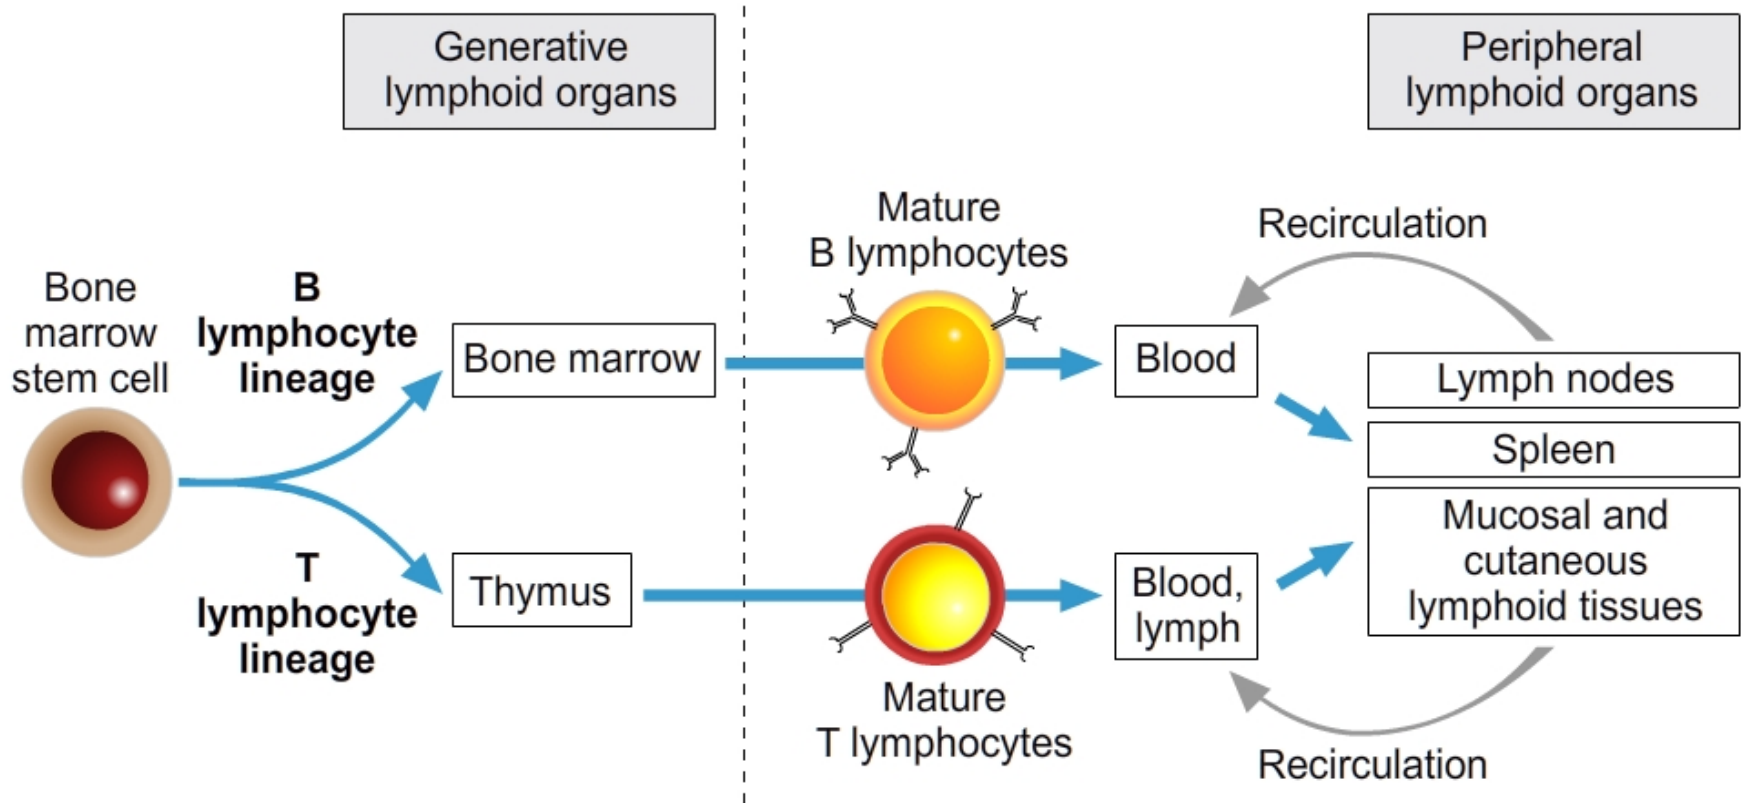 Generative
lymphoid organs
Peripheral
lymphoid organs
Bone
marrow
stem cell
B
lymphocyte
lineage
Bone marrow
Mature
B lymphocytes
Blood
Recirculation
Lymph nodes
Spleen
Mucosal and
cutaneous
lymphoid tissues
T
lymphocyte
lineage
Thymus
Mature
T lymphocytes
Blood,
lymph
Recirculation